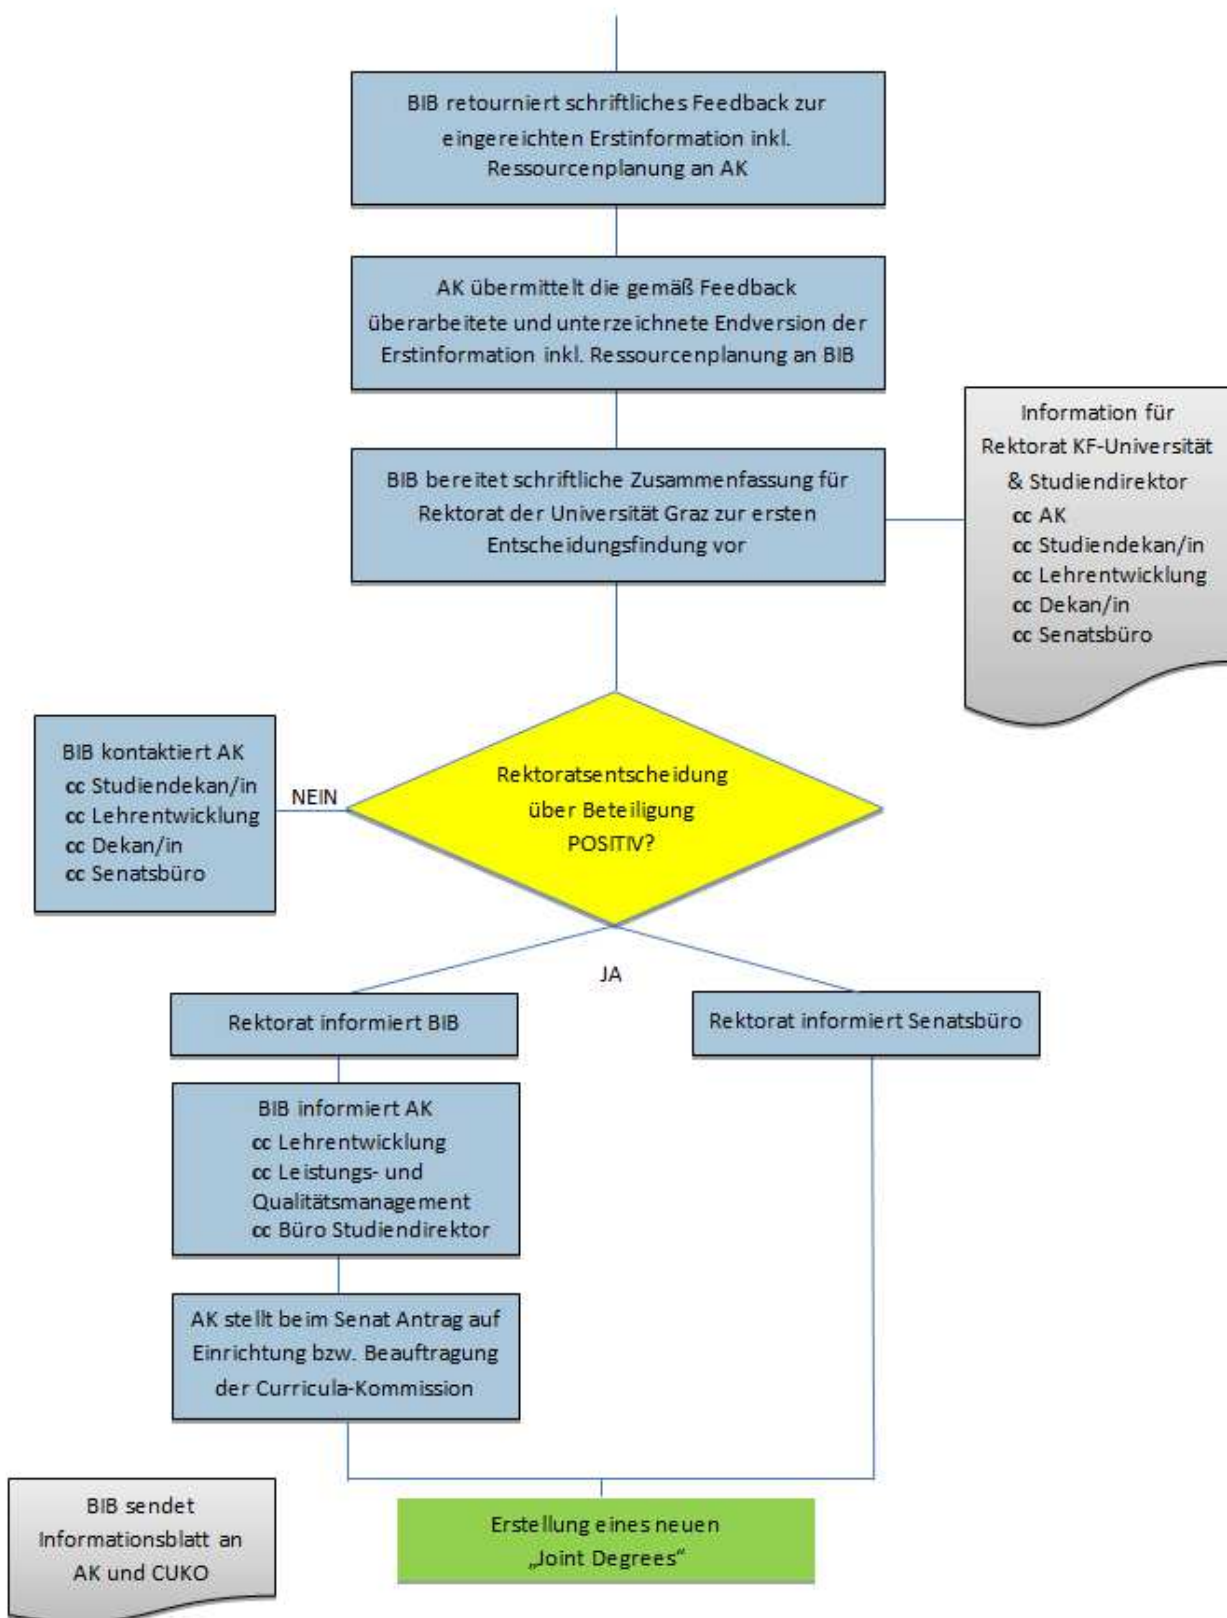 BIB retourniert schriftliches Feedback zur
eingereichten Erstinformation inkl.
Ressourcenplanung an AK
AK übermittelt die gemäß Feedback
überarbeitete und unterzeichnete Endversion der
Erstinformation inkl. Ressourcenplanung an BIB
BIB bereitet schriftliche Zusammenfassung für
Rektorat der Universität Graz zur ersten
Entscheidungsfindung vor
Information für
Rektorat KF-Universität
& Studiendirektor
cc AK
cc Studiendekan/in
cc Lehrentwicklung
cc Dekan/in
cc Senatsbüro
Rektoratsentscheidung
über Beteiligung
POSITIV?
NEIN
BIB kontaktiert AK
cc Studiendekan/in
cc Lehrentwicklung
cc Dekan/in
cc Senatsbüro
JA
Rektorat informiert BIB
Rektorat informiert Senatsbüro
BIB informiert AK
cc Lehrentwicklung
cc Leistungs- und
Qualitätsmanagement
cc Büro Studiendirektor
AK stellt beim Senat Antrag auf
Einrichtung bzw. Beauftragung
der Curricula-Kommission
BIB sendet
Informationsblatt an
AK und CUKO
Erstellung eines neuen
„Joint Degrees“